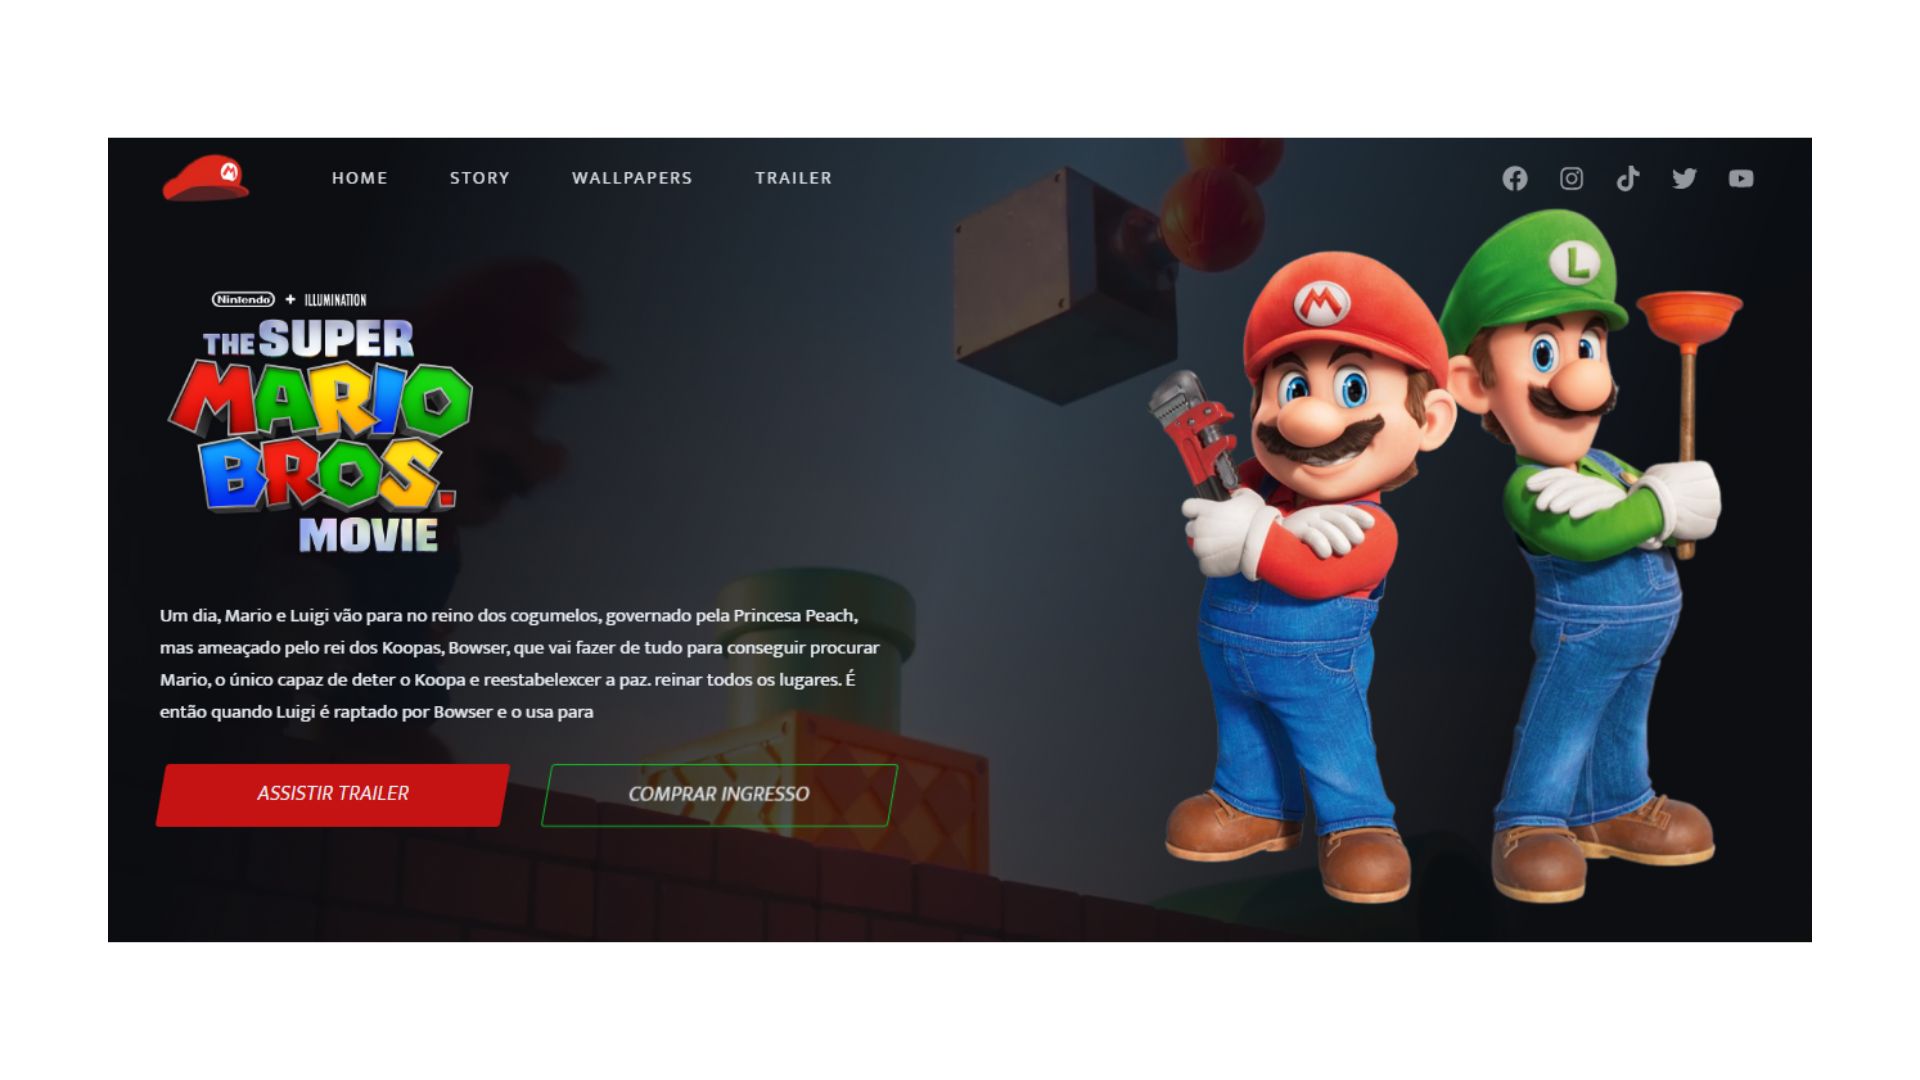 M
HOME
STORY
WALLPAPERS
TRAILER
Nintendo + ILLUMINATION
THE SUPER
MARIO
BROS.
MOVIE
M
L
Um dia, Mario e Luigi vão para no reino dos cogumelos, governado pela Princesa Peach,
mas ameaçado pelo rei dos Koopas, Bowser, que vai fazer de tudo para conseguir procurar
Mario, o único capaz de deter o Koopa e reestabelexcer a paz. reinar todos os lugares. É
então quando Luigi é raptado por Bowser e o usa para
ASSISTIR TRAILER
COMPRAR INGRESSO